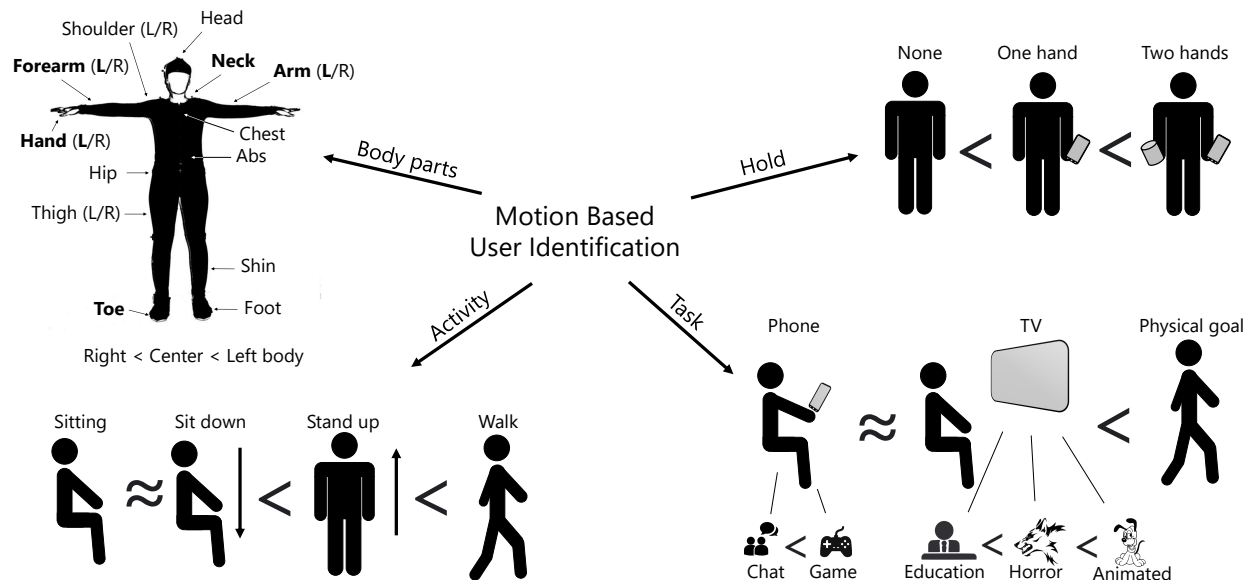 Head
Shoulder (L/R)
Neck
Forearm (L/R)
Arm (L/R)
Hand (L/R)
Chest
Abs
Hip
Thigh (L/R)
Shin
Toe
Foot
Right < Center < Left body
Body parts
Hold
None
One hand
Two hands
<
<
Motion Based
User Identification
Activity
Task
Sitting
Sit down
Stand up
Walk
≈
<
<
Phone
TV
Physical goal
≈
<
<
<
<
Chat
Game
Education
Horror
Animated